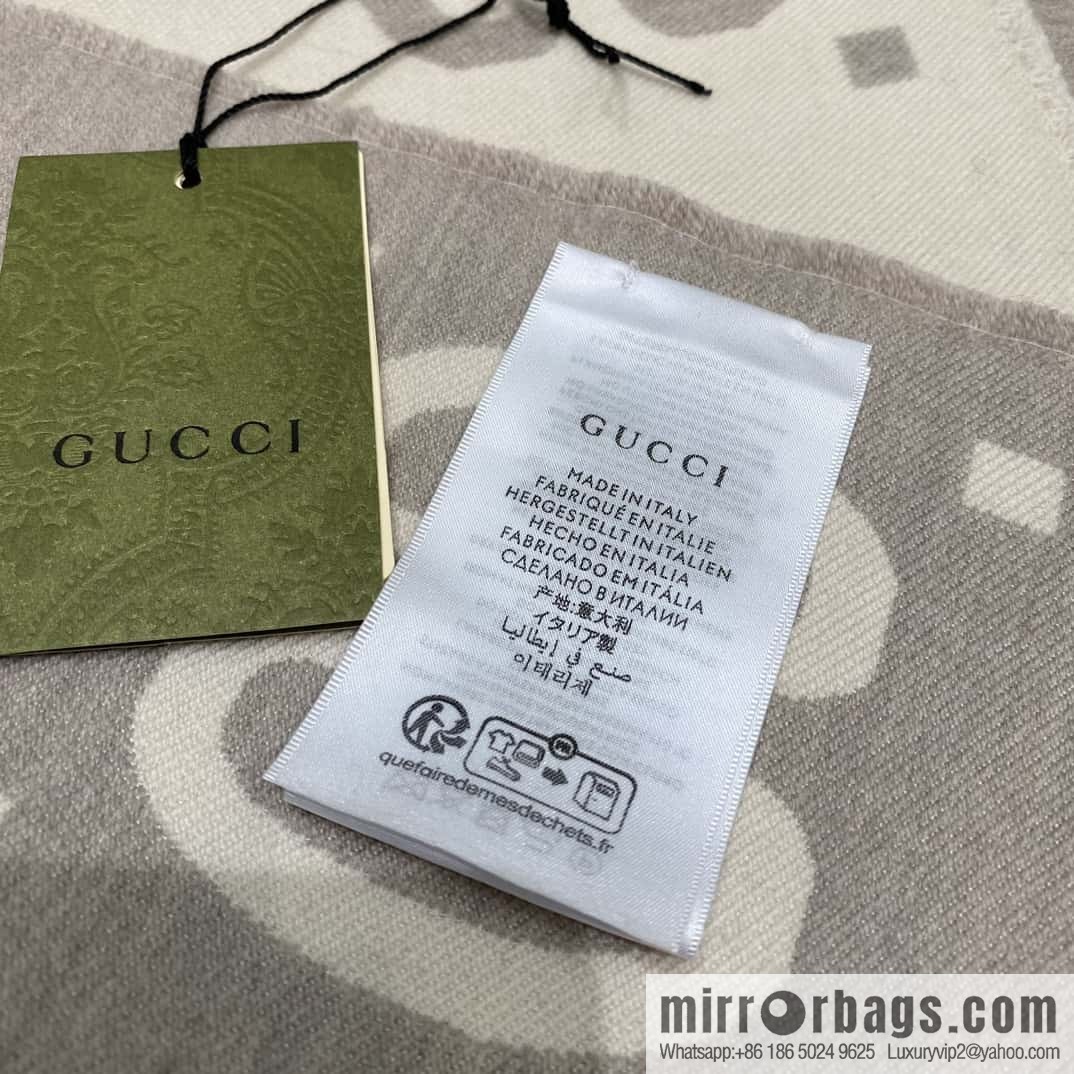 GUCCI
GUCCI
MADE IN ITALY
FABRIQUÉ EN ITALIE
HERGESTELLT IN ITALIEN
HECHO EN ITALIA
FABRICADO EM ITÁLIA
СДЕЛАНО В ИТАЛИИ
产地:意大利
イタリア製
صنع في إيطاليا
이태리제
FR
quefairedemesdechets.fr
mirrorbags.com
Whatsapp:+86 186 5024 9625 Luxuryvip2@yahoo.com